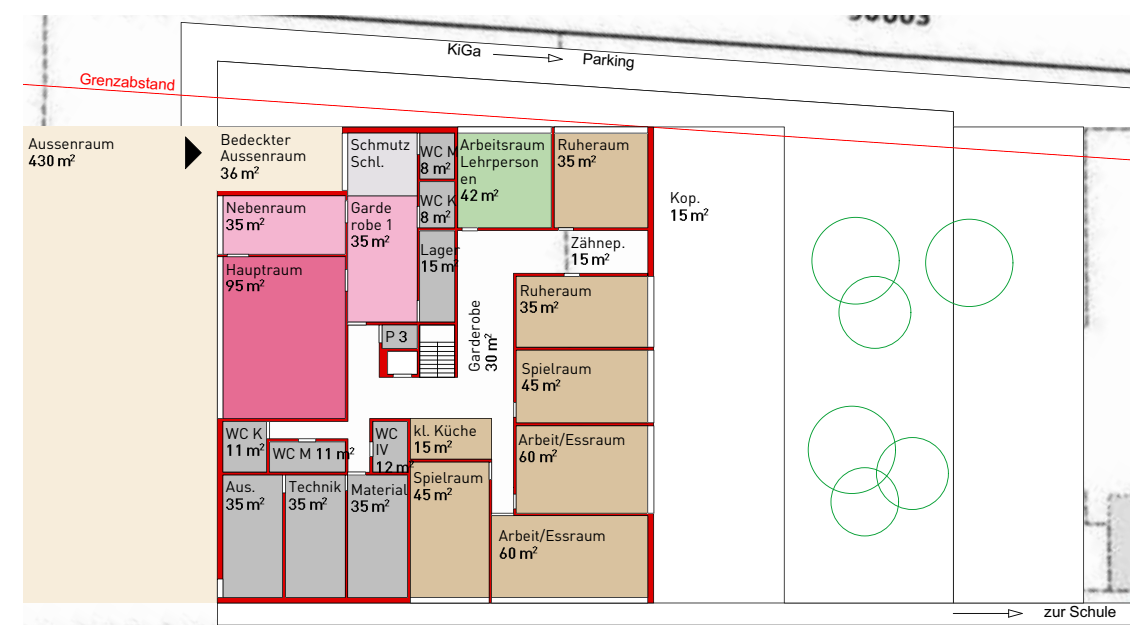 KiGa
Parking
Grenzabstand
Aussenraum
430 m²
Bedeckter
Aussenraum
36 m²
Schmutz
Schl.
WC M
8 m²
Arbeitsraum
Lehrperson
en
42 m²
Ruheraum
35 m²
WC K
8 m²
Kop.
15 m²
Nebenraum
35 m²
Garde
robe 1
35 m²
Lager
15 m²
Zähnep.
15 m²
Hauptraum
95 m²
Ruheraum
35 m²
Garderobe
30 m²
P 3
Spielraum
45 m²
WC K
11 m²
WC M 11 m²
WC
IV
12 m²
kl. Küche
15 m²
Arbeit/Essraum
60 m²
Aus.
35 m²
Technik
35 m²
Material
35 m²
Spielraum
45 m²
Arbeit/Essraum
60 m²
zur Schule